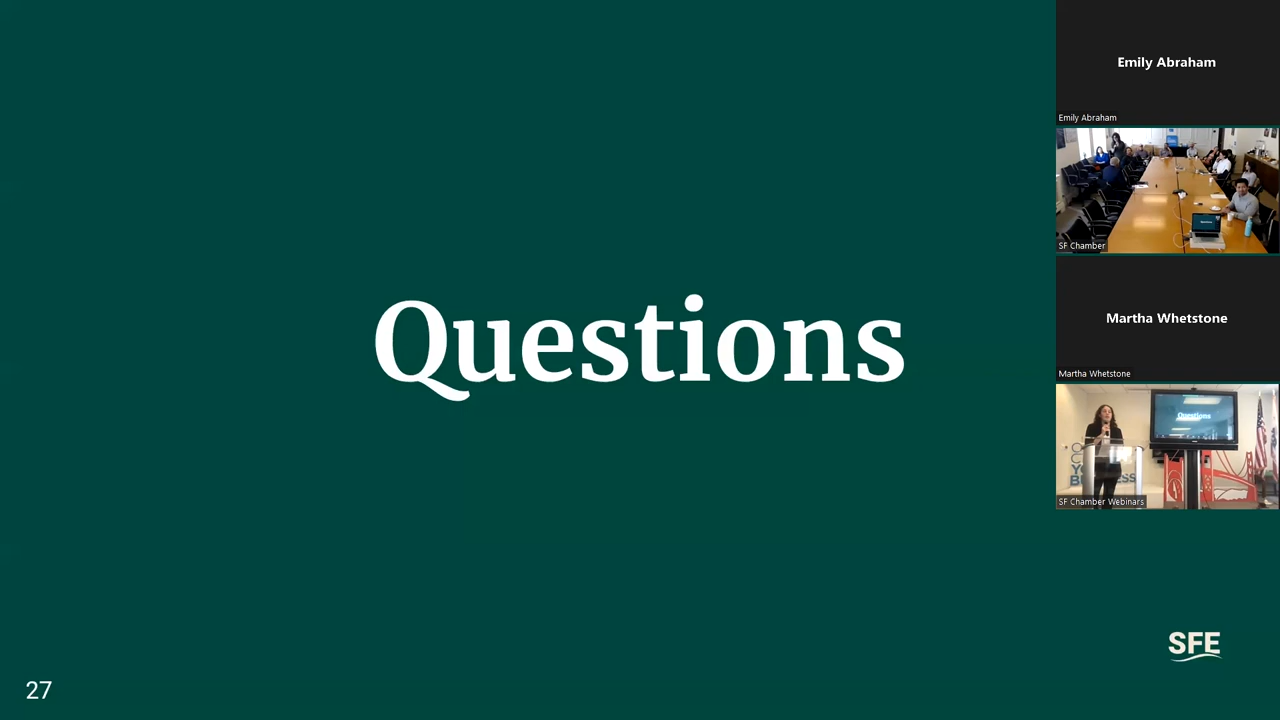 Questions
27
SFE
Emily Abraham
Emily Abraham
SF Chamber
Martha Whetstone
Martha Whetstone
Questions
SF Chamber Webinars